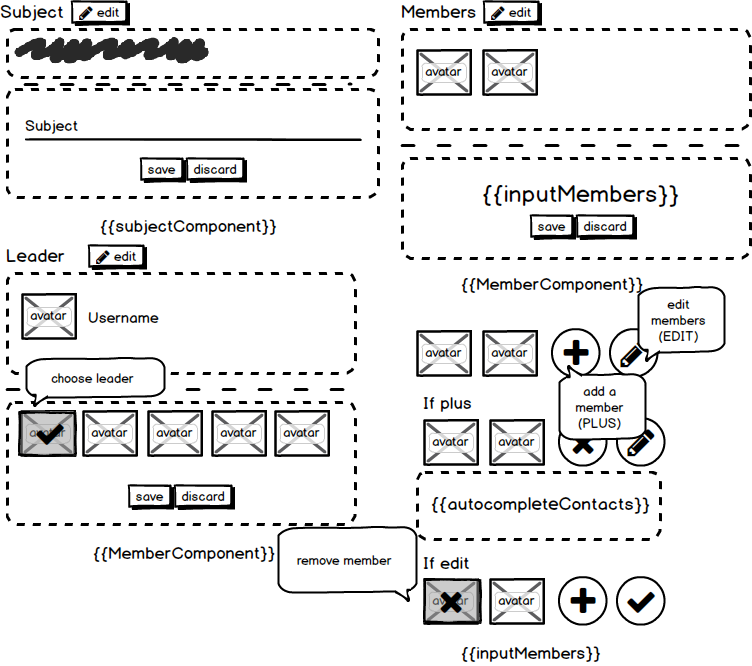 Subject
edit
Subject
save
discard
{{subjectComponent}}
Leader
edit
avatar
Username
choose leader
avatar
avatar
avatar
avatar
avatar
save
discard
{{MemberComponent}}
Members
edit
avatar
avatar
{{inputMembers}}
save
discard
{{MemberComponent}}
edit
members
(EDIT)
avatar
avatar
add a
member
(PLUS)
If plus
avatar
avatar
{{autocompleteContacts}}
remove member
If edit
avatar
avatar
{{inputMembers}}